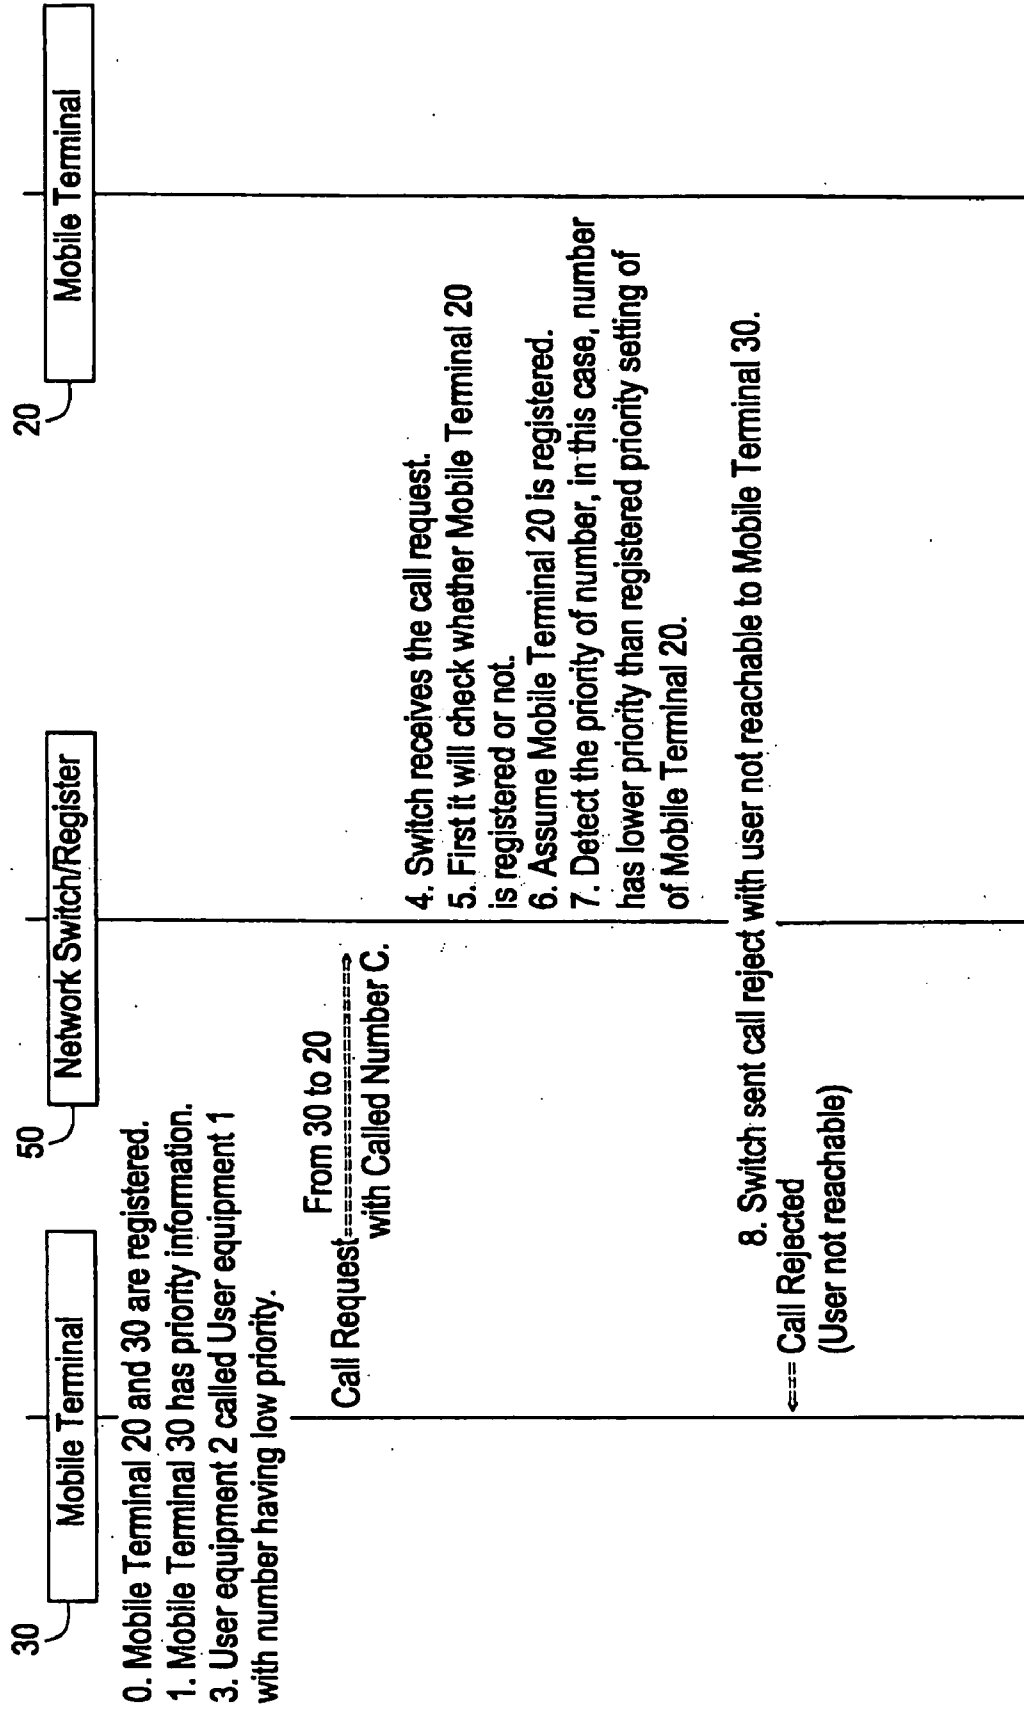 30
Mobile Terminal
50
Network Switch/Register
20
Mobile Terminal
0. Mobile Terminal 20 and 30 are registered.
1. Mobile Terminal 30 has priority information.
3. User equipment 2 called User equipment 1
with number having low priority.
From 30 to 20
Call Request
with Called Number C.
4. Switch receives the call request.
5. First it will check whether Mobile Terminal 20
is registered or not.
6. Assume Mobile Terminal 20 is registered.
7. Detect the priority of number, in this case, number
has lower priority than registered priority setting of
of Mobile Terminal 20.
8. Switch sent call reject with user not reachable to Mobile Terminal 30.
Call Rejected
(User not reachable)